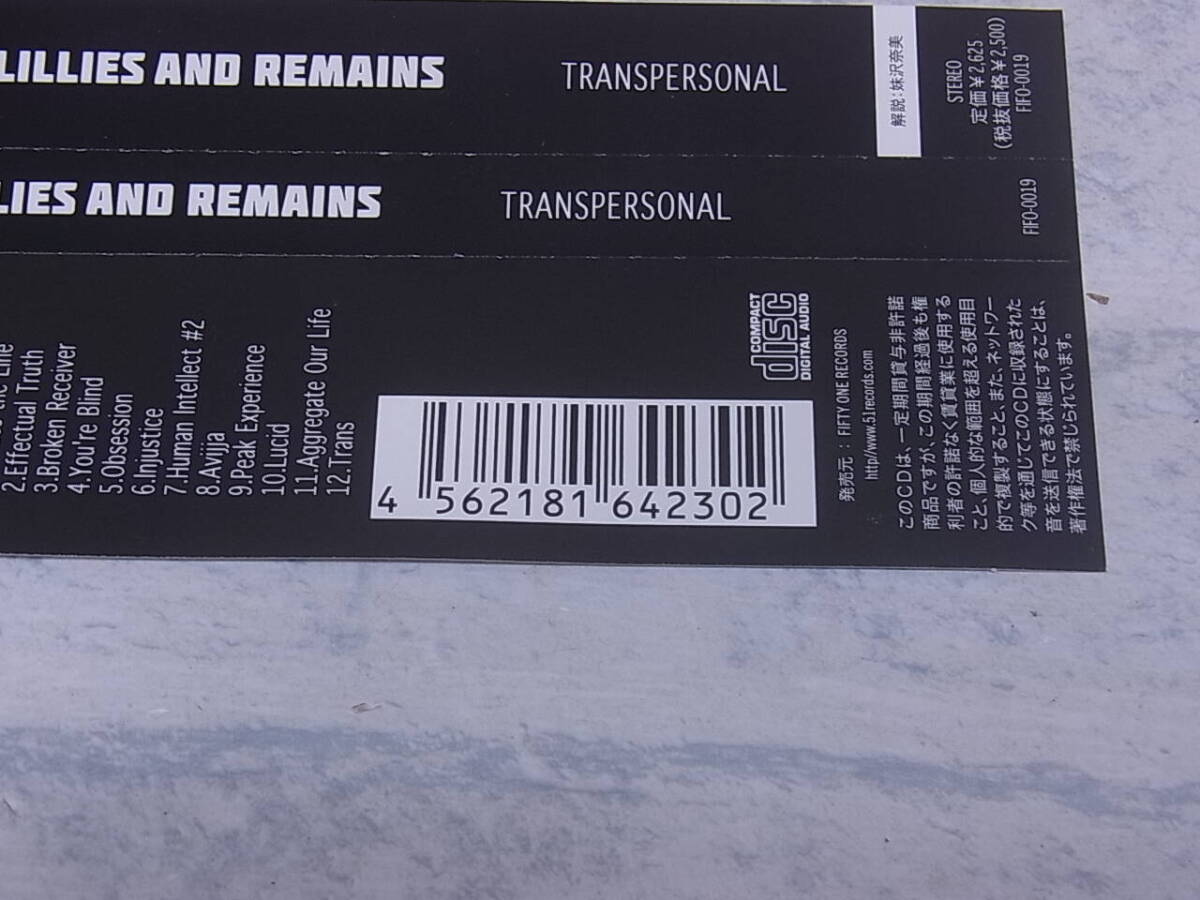 LILLIES AND REMAINS
TRANSPERSONAL
解説：妹沢奈美
STEREO
定価¥2,625
(税抜価格¥2,500)
FIFO-0019
LIES AND REMAINS
TRANSPERSONAL
FIFO-0019
2.Effectual Truth
3.Broken Receiver
4.You're Blind
5.Obsession
6.Injustice
7.Human Intellect #2
8.Avijja
9.Peak Experience
10.Lucid
11.Aggregate Our Life
12.Trans
4 562181 642302
COMPACT
disc
DIGITAL AUDIO
発売元 : FIFTY ONE RECORDS
http//www.51records.com
このCDは、一定期間貸与非許諾
商品ですが、この期間経過後も権
利者の許諾なく賃貸業に使用する
こと、個人的な範囲を超える使用目
的で複製すること、また、ネットワー
ク等を通じてこのCDに収録された
音を送信できる状態にすることは、
著作権法で禁じられています。